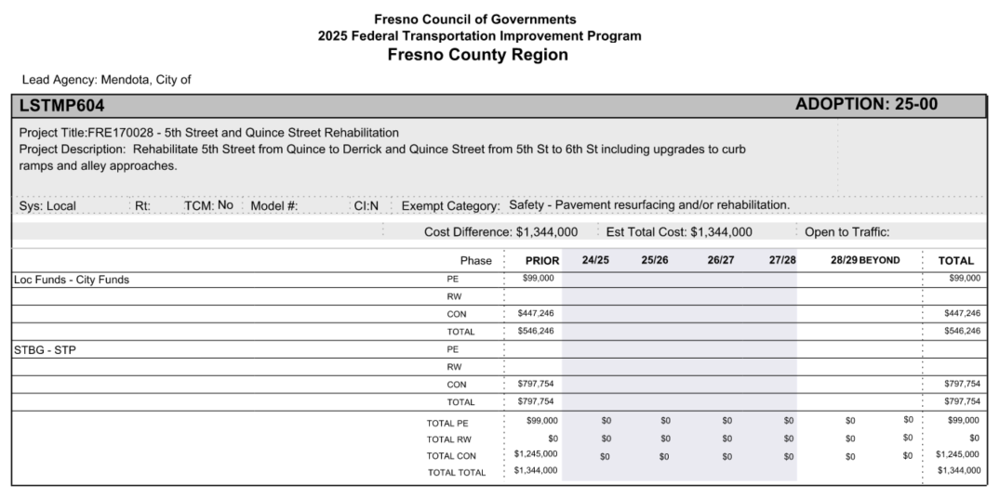 Fresno Council of Governments
2025 Federal Transportation Improvement Program
Fresno County Region
Lead Agency: Mendota, City of
LSTMP604 ADOPTION: 25-00
Project Title:FRE170028 - 5th Street and Quince Street Rehabilitation
Project Description: Rehabilitate 5th Street from Quince to Derrick and Quince Street from 5th St to 6th St including upgrades to curb
ramps and alley approaches.
Sys: Local Rt: TCM: No Model #: CI:N Exempt Category: Safety - Pavement resurfacing and/or rehabilitation.
Cost Difference: $1,344,000 Est Total Cost: $1,344,000 Open to Traffic:
Phase PRIOR 24/25 25/26 26/27 27/28 28/29 BEYOND TOTAL
Loc Funds - City Funds PE $99,000 $99,000
RW
CON $447,246 $447,246
TOTAL $546,246 $546,246
STBG - STP PE
RW
CON $797,754 $797,754
TOTAL $797,754 $797,754
TOTAL PE $99,000 $0 $0 $0 $0 $0 $0 $99,000
TOTAL RW $0 $0 $0 $0 $0 $0 $0 $0
TOTAL CON $1,245,000 $0 $0 $0 $0 $0 $0 $1,245,000
TOTAL TOTAL $1,344,000 $1,344,000